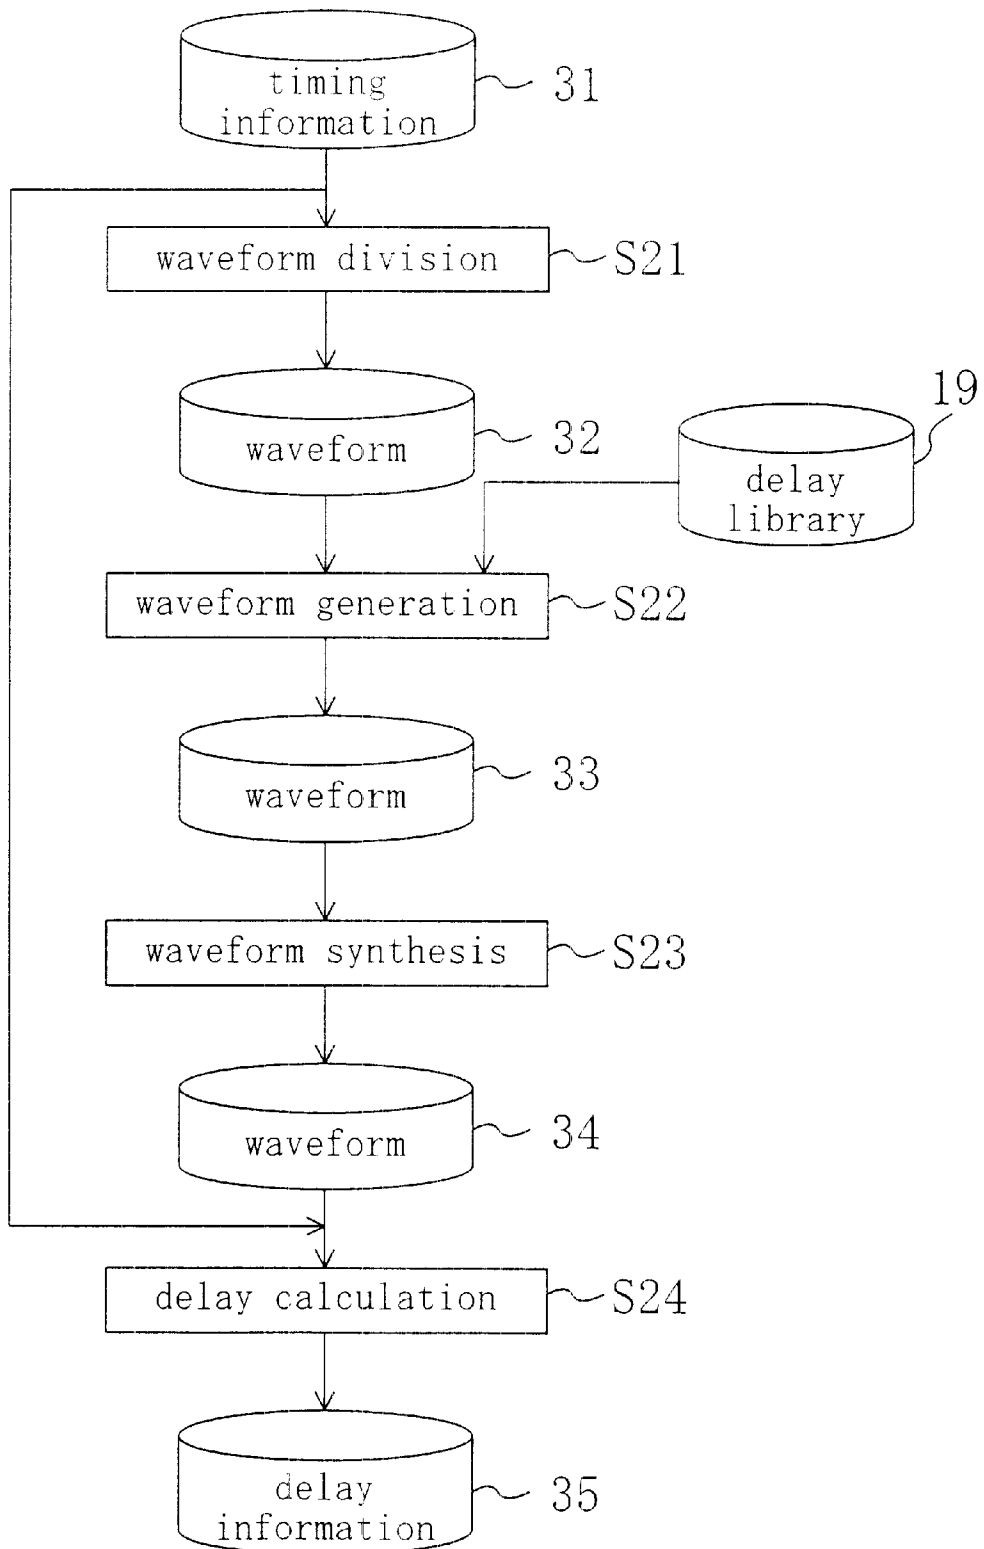 timing
information
31
waveform division
S21
waveform
32
19
delay
library
waveform generation
S22
waveform
33
waveform synthesis
S23
waveform
34
delay calculation
S24
delay
information
35